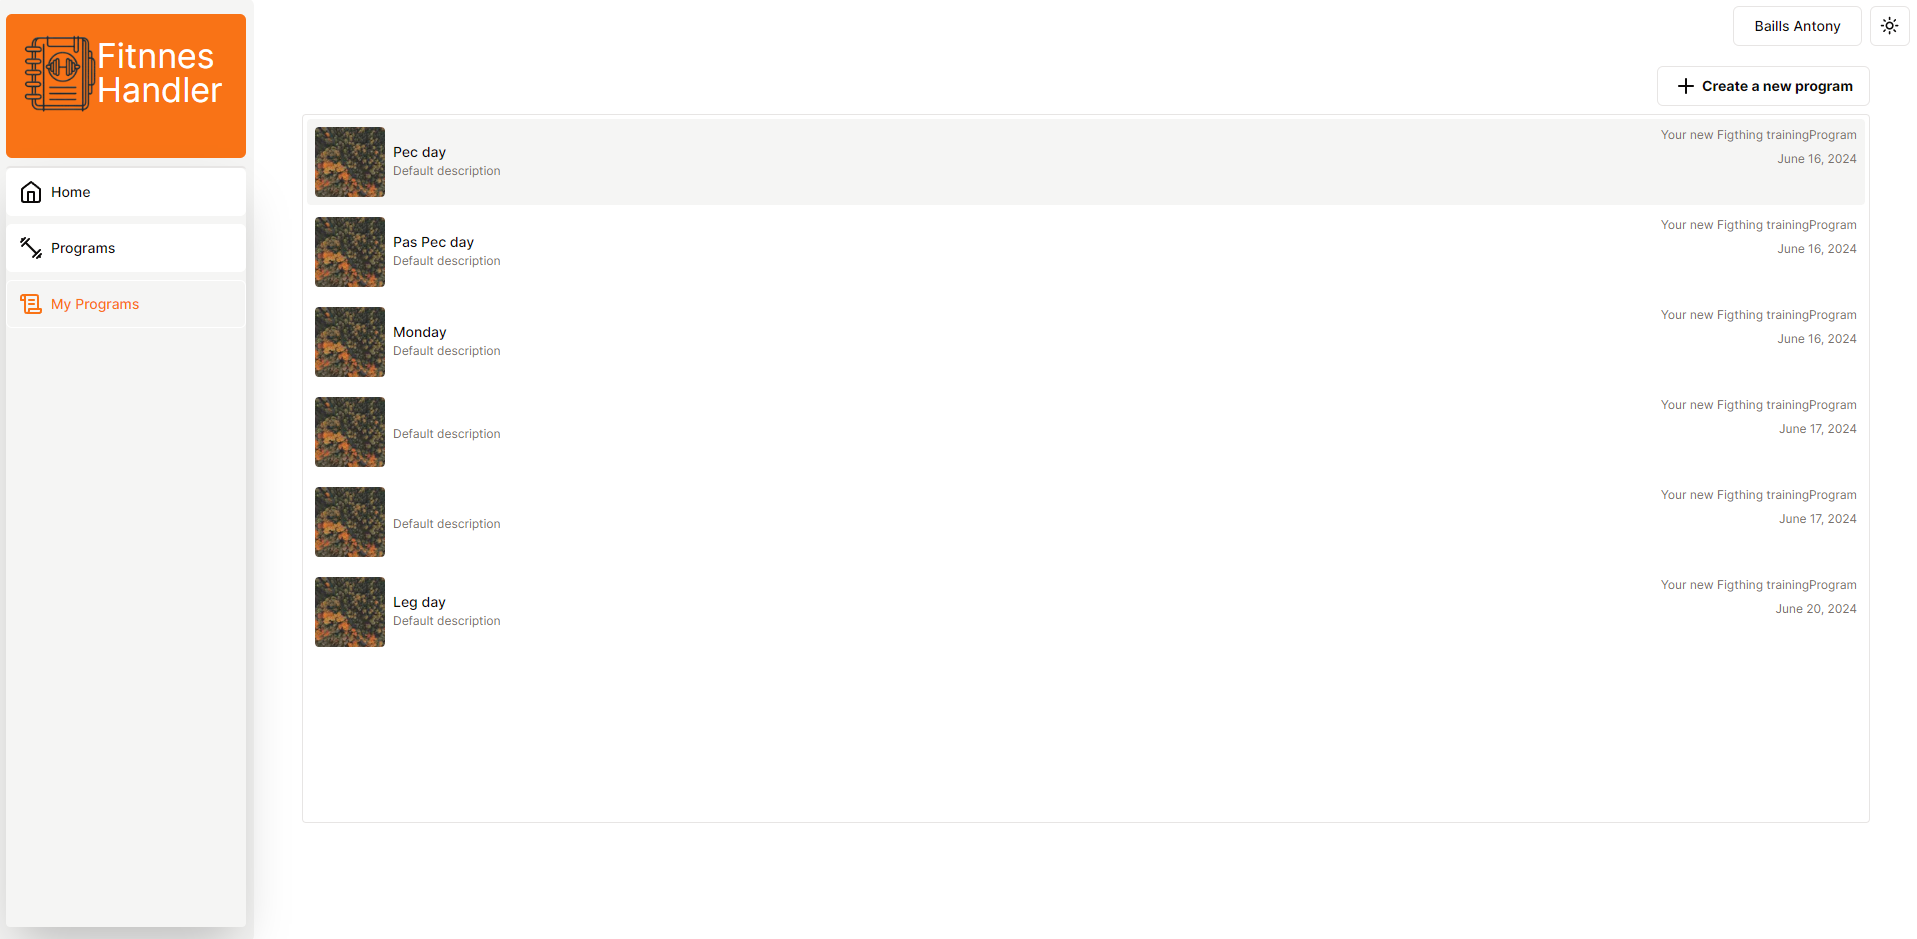 Fitnnes
Handler
Home
Programs
My Programs
Baills Antony
Create a new program
Pec day
Default description
Your new Figthing trainingProgram
June 16, 2024
Pas Pec day
Default description
Your new Figthing trainingProgram
June 16, 2024
Monday
Default description
Your new Figthing trainingProgram
June 16, 2024
Default description
Your new Figthing trainingProgram
June 17, 2024
Default description
Your new Figthing trainingProgram
June 17, 2024
Leg day
Default description
Your new Figthing trainingProgram
June 20, 2024